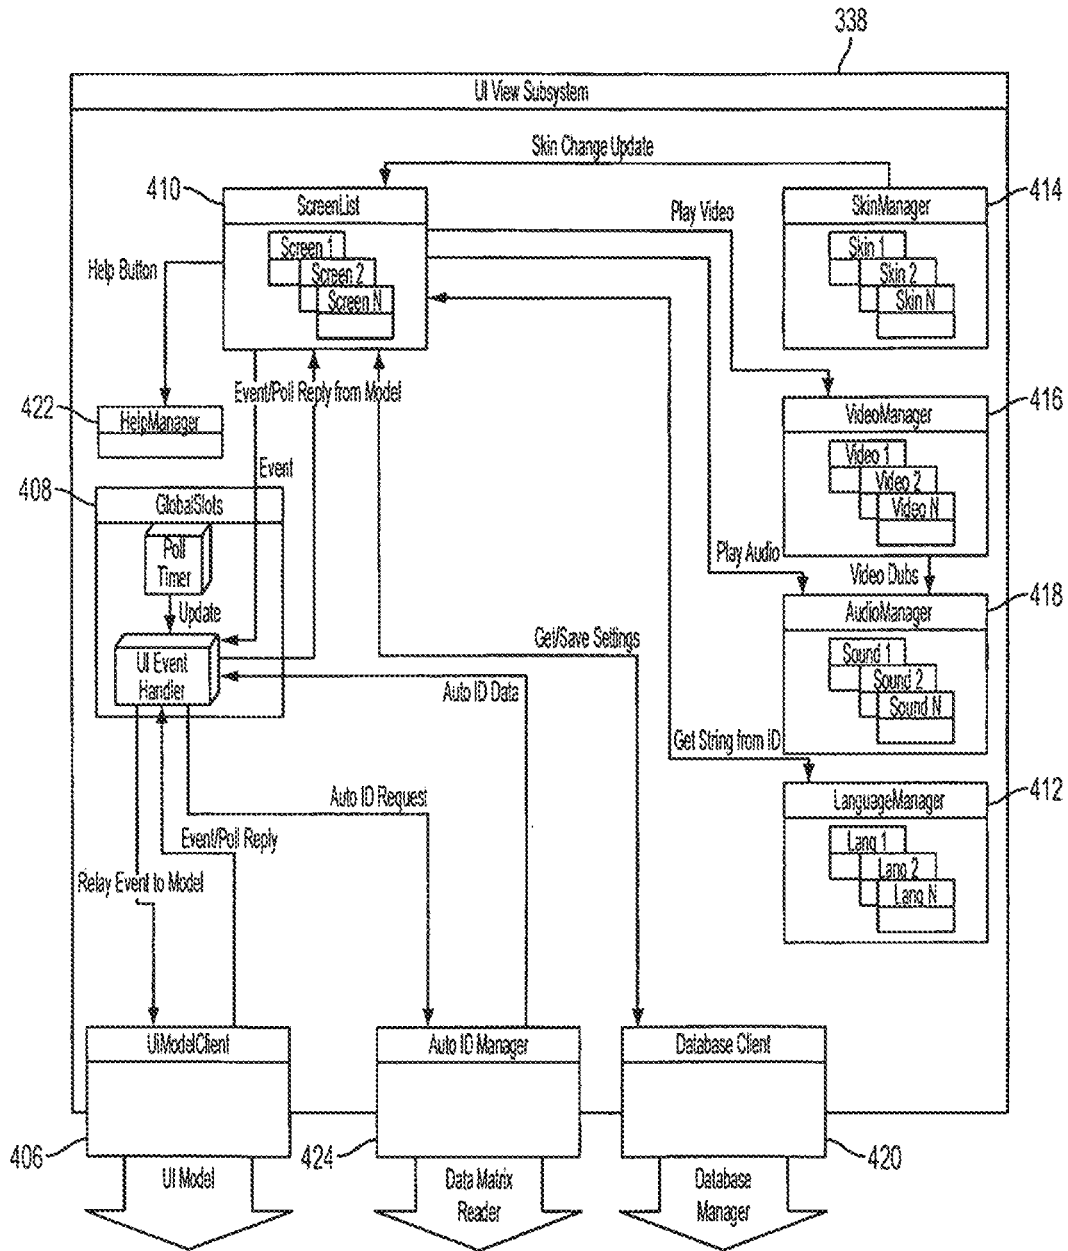 338
UI View Subsystem
Skin Change Update
410
ScreenList
Play Video
SkinManager
414
Screen 1
Screen 2
Screen N
Skin 1
Skin 2
Skin N
Help Button
Event/Poll Reply from Model
422
HelpManager
VideoManager
416
Video 1
Video 2
Video N
Event
408
GlobalSlots
Poll
Timer
Play Audio
Video Dubs
Update
AudioManager
418
Sound 1
Sound 2
Sound N
UI Event
Handler
Get/Save Settings
Auto ID Data
Get String from ID
LanguageManager
412
Lang 1
Lang 2
Lang N
Auto ID Request
Event/Poll Reply
Relay Event to Model
UiModelClient
Auto ID Manager
Database Client
406
424
420
UI Model
Data Matrix
Reader
Database
Manager